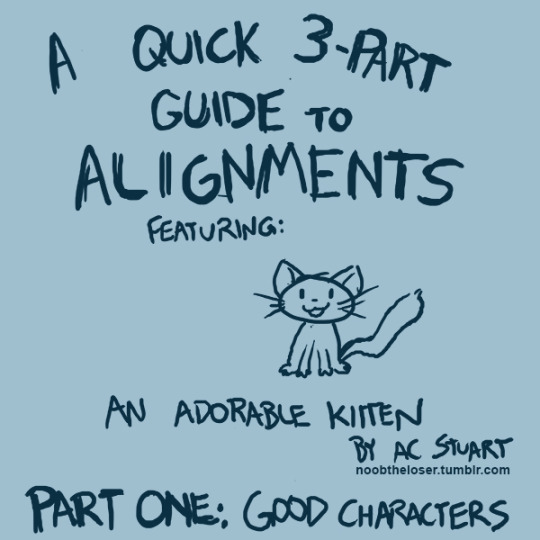 A QUICK 3-PART
GUIDE TO
ALIGNMENTS
FEATURING:
AN ADORABLE KITTEN
BY AC STUART
noobtheloser.tumblr.com
PART ONE: GOOD CHARACTERS